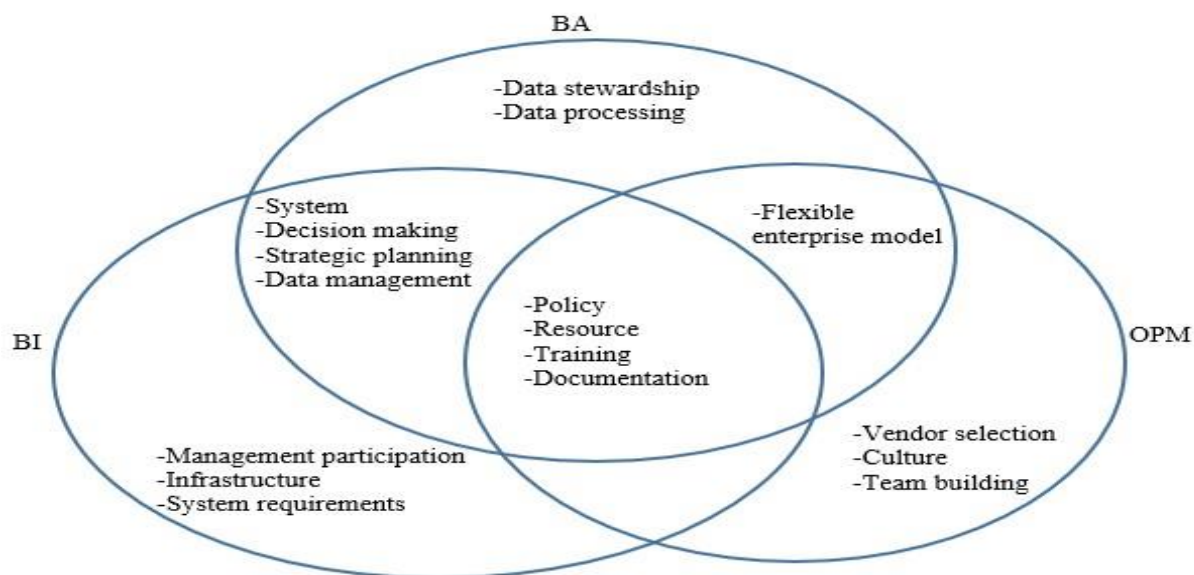 BA
-Data stewardship
-Data processing
-System
-Decision making
-Strategic planning
-Data management
-Flexible
enterprise model
-Policy
-Resource
-Training
-Documentation
BI
OPM
-Management participation
-Infrastructure
-System requirements
-Vendor selection
-Culture
-Team building